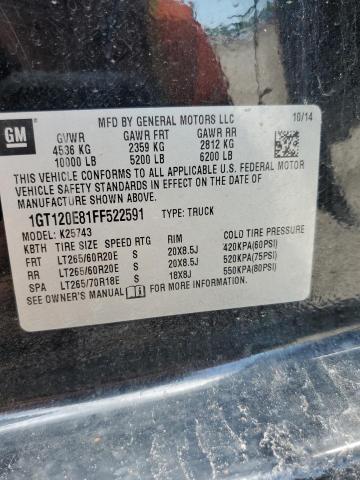 GM
MFD BY GENERAL MOTORS LLC 10/14
GVWR GAWR FRT GAWR RR
4536 KG 2359 KG 2812 KG
10000 LB 5200 LB 6200 LB
THIS VEHICLE CONFORMS TO ALL APPLICABLE U.S. FEDERAL MOTOR
VEHICLE SAFETY STANDARDS IN EFFECT ON THE DATE OF
MANUFACTURE SHOWN ABOVE.
1GT120E81FF522591 TYPE: TRUCK
MODEL: K25743
KBTH TIRE SIZE SPEED RTG RIM COLD TIRE PRESSURE
FRT LT265/60R20E S 20X8.5J 420KPA(60PSI)
RR LT265/60R20E S 20X8.5J 520KPA(75PSI)
SPA LT265/70R18E S 18X8J 550KPA(80PSI)
SEE OWNER'S MANUAL FOR MORE INFORMATION.